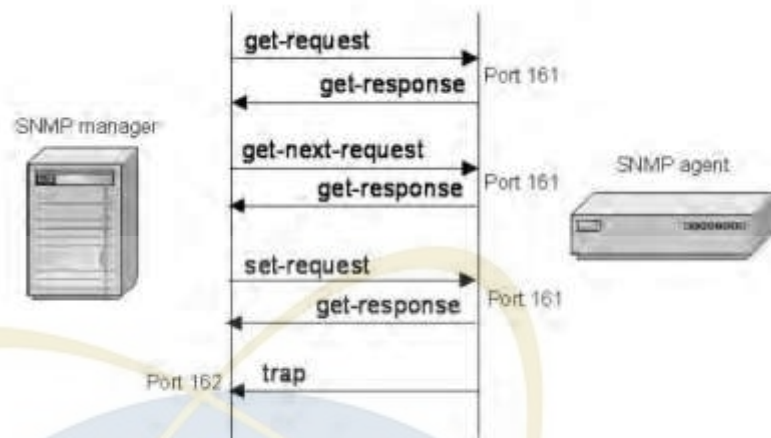 get-request
Port 161
get-response
SNMP manager
get-next-request
SNMP agent
Port 161
get-response
set-request
Port 161
get-response
Port 162
trap